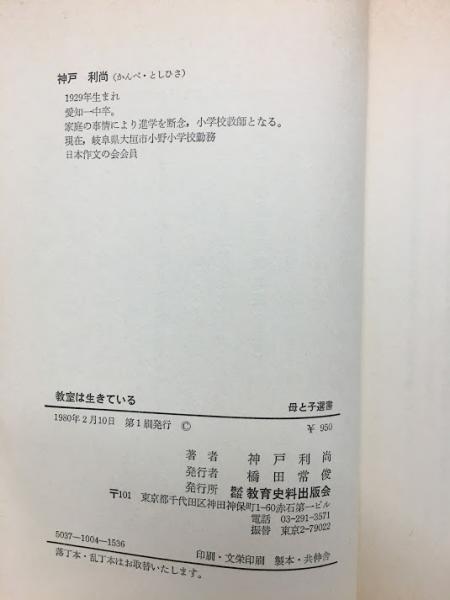 神戸 利尚（かんべ・としひさ）
1929年生まれ
愛知一中卒。
家庭の事情により進学を断念，小学校教師となる。
現在，岐阜県大垣市小野小学校勤務
日本作文の会会員
教室は生きている 母と子選書
1980年2月10日 第1刷発行 © ￥950
著者 神戸利尚
発行者 橋田常俊
発行所 株式会社 教育史料出版会
〒101 東京都千代田区神田神保町1-60赤石第一ビル
電話 03-291-3571
振替 東京2-79022
5037-1004-1536 印刷・文栄印刷 製本・共伸舎
落丁本・乱丁本はお取替いたします。